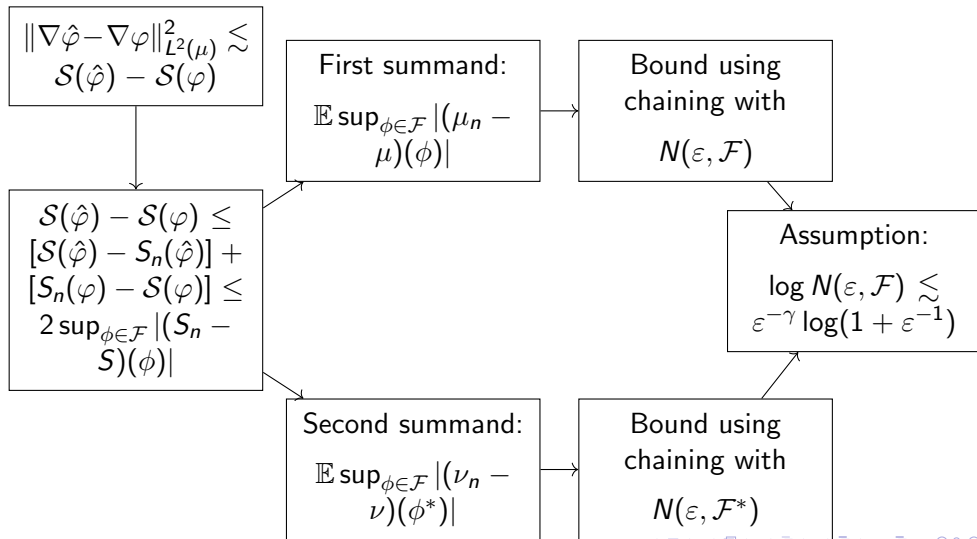 ‖∇φ̂−∇φ‖²_{L²(μ)} ≲
𝒮(φ̂) − 𝒮(φ)
𝒮(φ̂) − 𝒮(φ) ≤
[𝒮(φ̂) − S_n(φ̂)] +
[S_n(φ) − 𝒮(φ)] ≤
2 sup_{ϕ∈ℱ} |(S_n −
S)(ϕ)|
First summand:
𝔼 sup_{ϕ∈ℱ} |(μ_n −
μ)(ϕ)|
Bound using
chaining with
N(ε, ℱ)
Second summand:
𝔼 sup_{ϕ∈ℱ} |(ν_n −
ν)(ϕ*)|
Bound using
chaining with
N(ε, ℱ*)
Assumption:
log N(ε, ℱ) ≲
ε^{−γ} log(1 + ε^{−1})